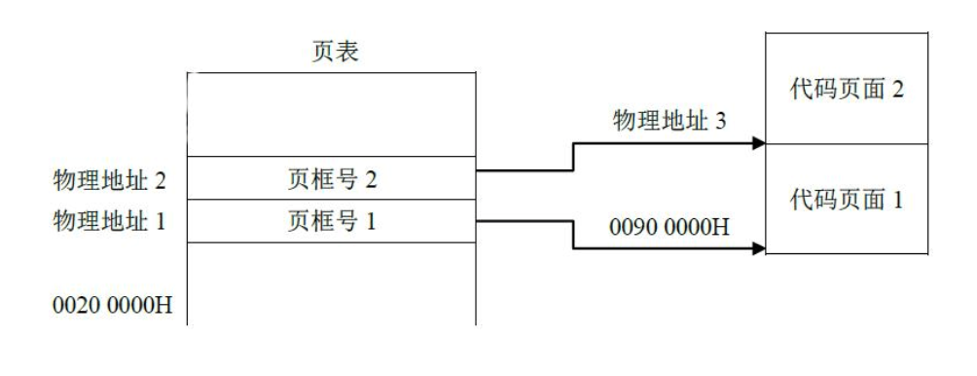 页表
代码页面 2
物理地址 3
物理地址 2
页框号 2
代码页面 1
物理地址 1
页框号 1
0090 0000H
0020 0000H